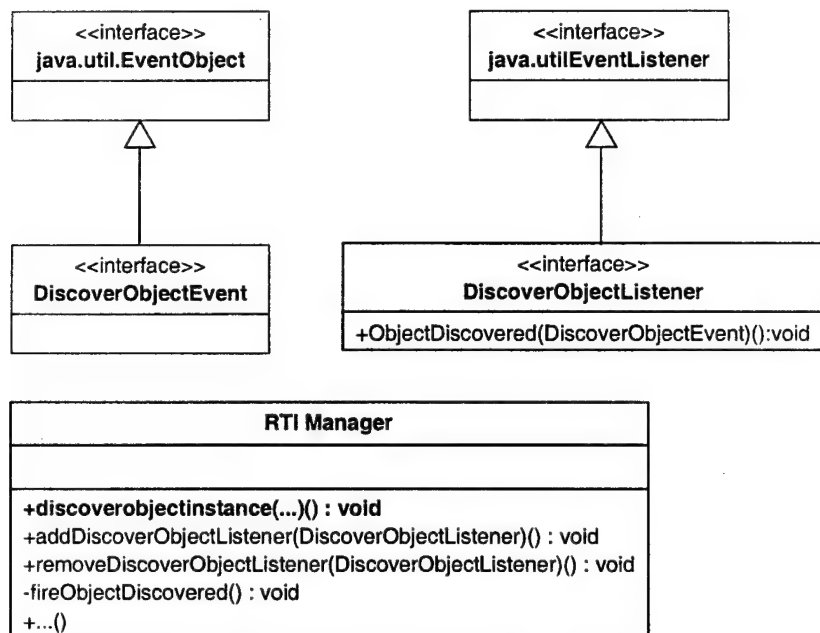 <<interface>>
java.util.EventObject
<<interface>>
java.utilEventListener
<<interface>>
DiscoverObjectEvent
<<interface>>
DiscoverObjectListener
+ObjectDiscovered(DiscoverObjectEvent)():void
RTI Manager
+discoverobjectinstance(...)() : void
+addDiscoverObjectListener(DiscoverObjectListener)() : void
+removeDiscoverObjectListener(DiscoverObjectListener)() : void
-fireObjectDiscovered() : void
+...()